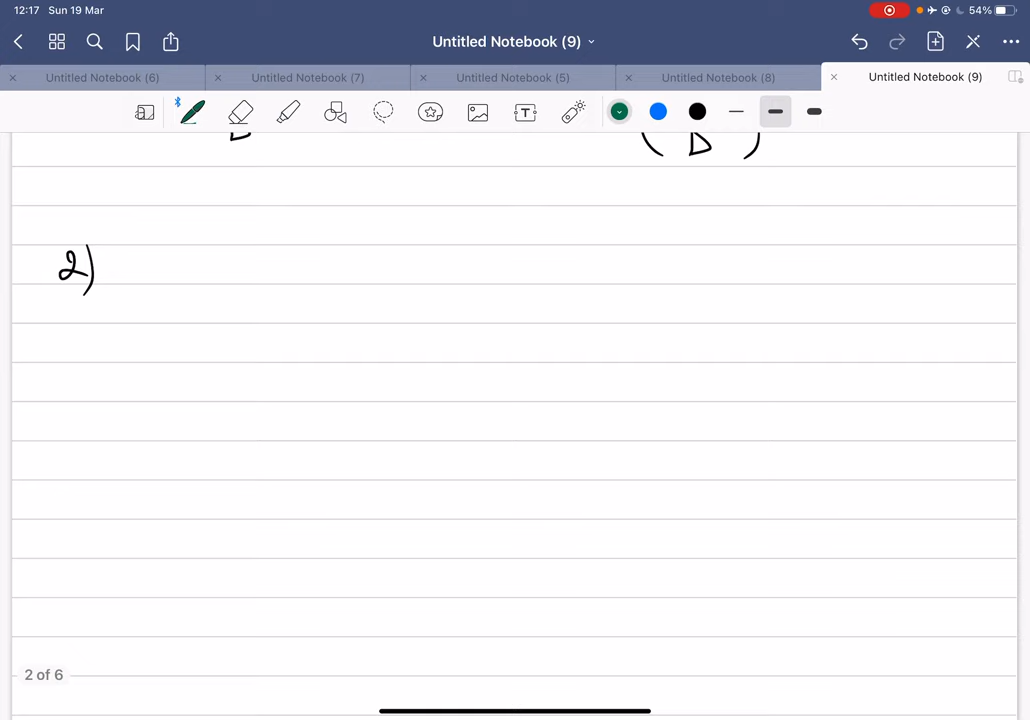 12:17 Sun 19 Mar 54%
Untitled Notebook (9)
Untitled Notebook (6) Untitled Notebook (7) Untitled Notebook (5) Untitled Notebook (8) Untitled Notebook (9)
( D )
2)
2 of 6